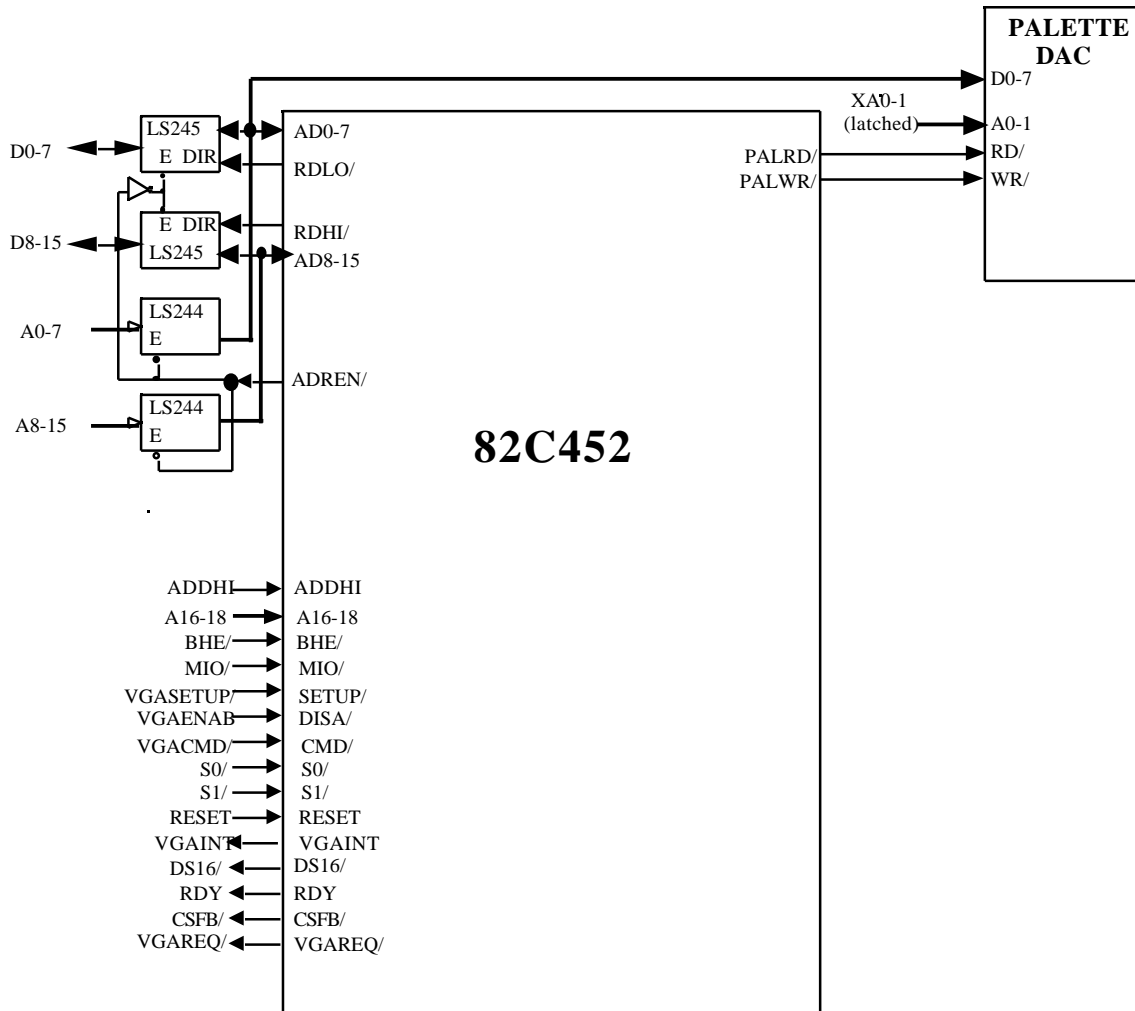 PALETTE
DAC
D0-7
XA0-1
(latched)
A0-1
RD/
WR/
PALRD/
PALWR/
LS245
E DIR
D0-7
AD0-7
RDLO/
E DIR
LS245
D8-15
RDHI/
AD8-15
LS244
E
A0-7
ADREN/
LS244
E
A8-15
82C452
ADDHI ADDHI
A16-18 A16-18
BHE/ BHE/
MIO/ MIO/
VGASETUP/ SETUP/
VGAENAB DISA/
VGACMD/ CMD/
S0/ S0/
S1/ S1/
RESET RESET
VGAINT VGAINT
DS16/ DS16/
RDY RDY
CSFB/ CSFB/
VGAREQ/ VGAREQ/